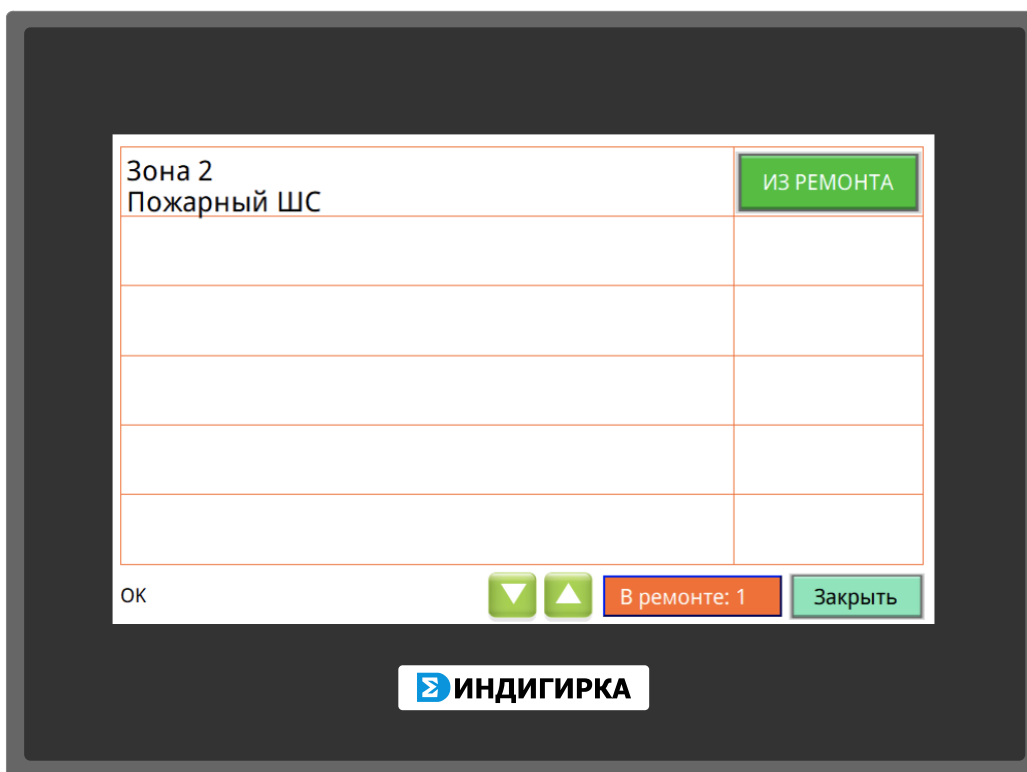 Зона 2
Пожарный ШС
ИЗ РЕМОНТА
ОК
В ремонте: 1
Закрыть
ИНДИГИРКА